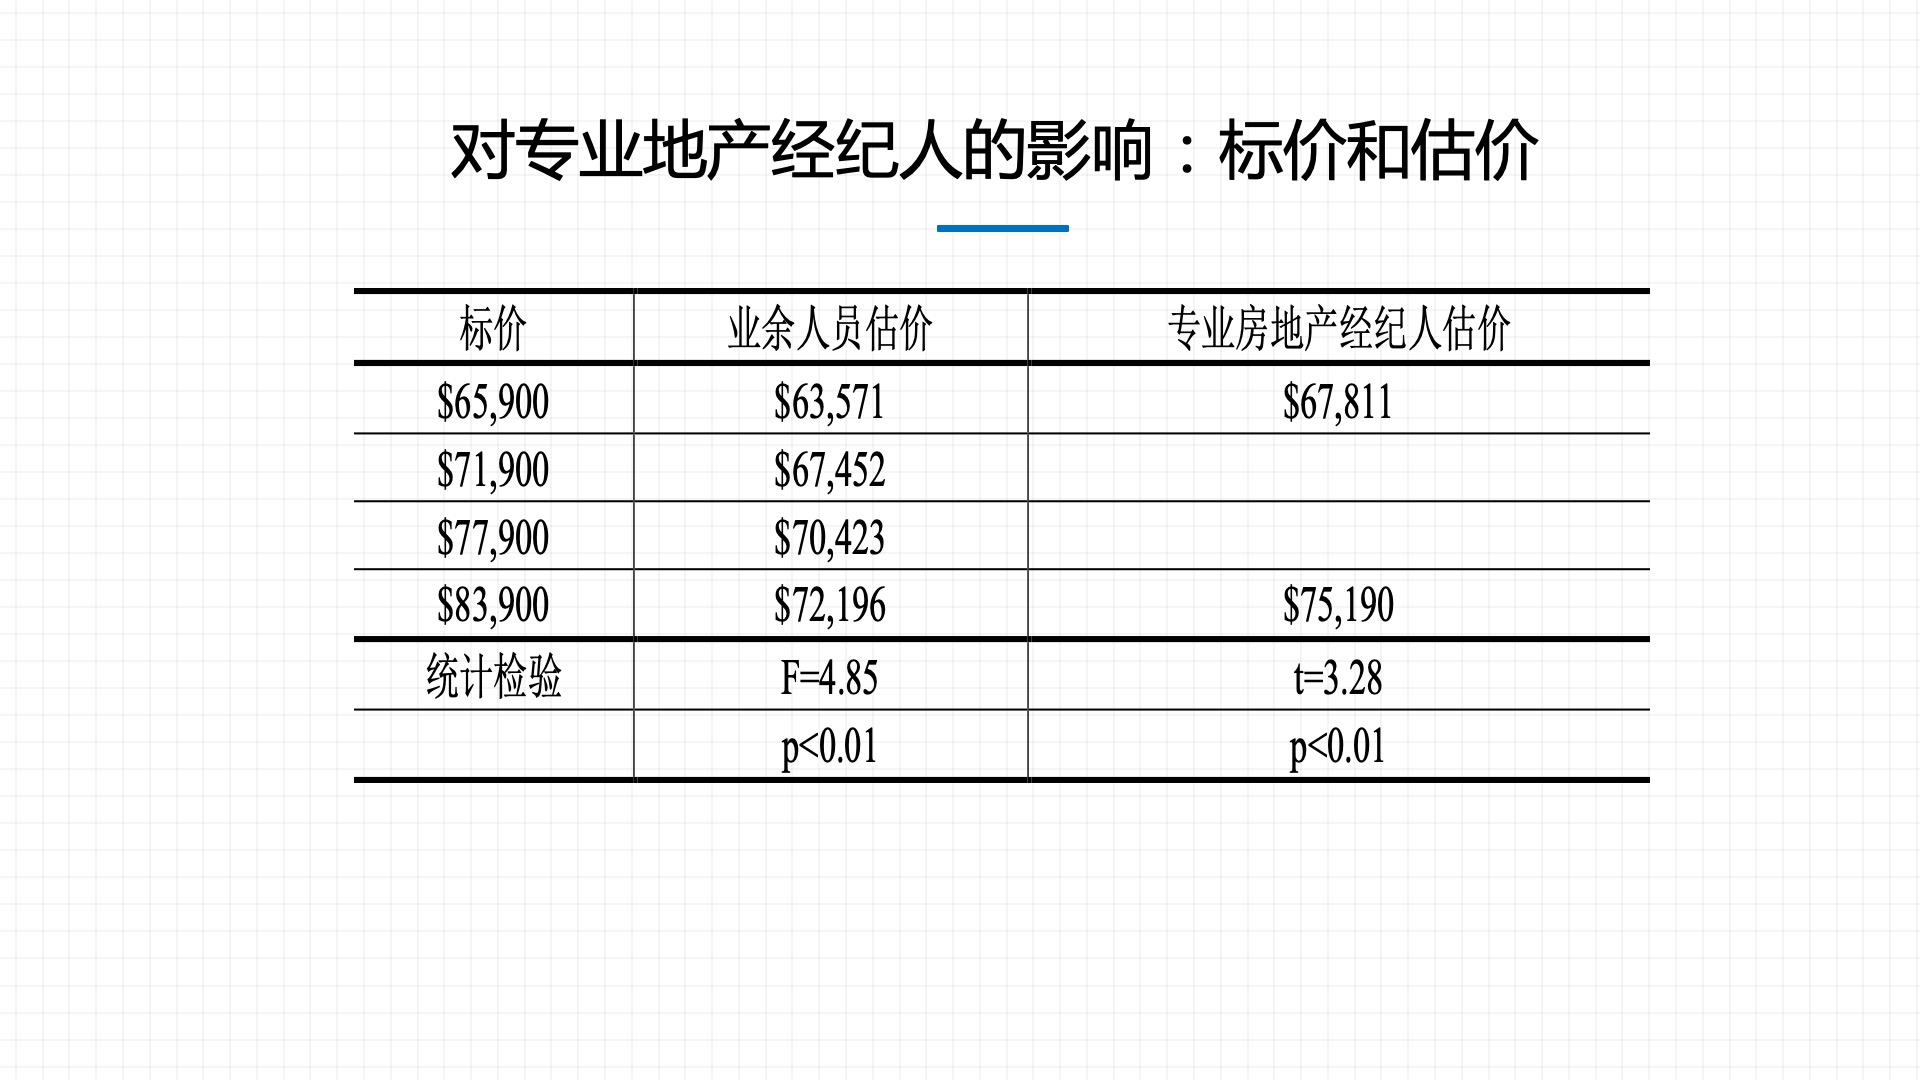 对专业地产经纪人的影响：标价和估价
标价 业余人员估价 专业房地产经纪人估价
$65,900 $63,571 $67,811
$71,900 $67,452
$77,900 $70,423
$83,900 $72,196 $75,190
统计检验 F=4.85 t=3.28
p<0.01 p<0.01